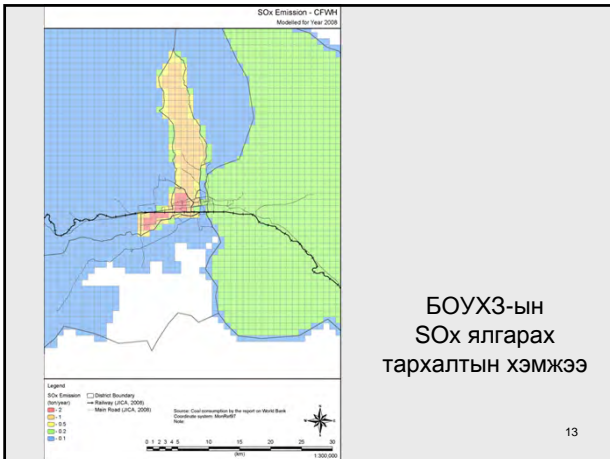 SOx Emission - CFWH
Modelled for Year 2008
БОУХЗ-ын
SOx ялгарах
тархалтын хэмжээ
Legend
SOx Emission
(ton/year)
- 2
- 1
- 0.5
- 0.2
- 0.1
District Boundary
Railway (JICA, 2008)
Main Road (JICA, 2008)
Source: Coal consumption by the report on World Bank
Coordinate system: MonRef97
Note:
0 1 2 3 4 5 10 15 20 25 30
(km)
1:300,000
13